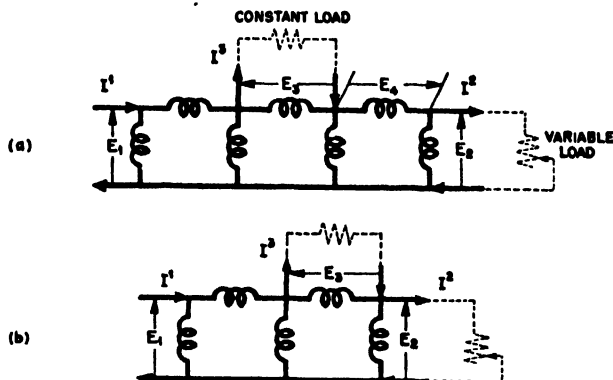 CONSTANT LOAD
I³
E₃
E₄
I¹
I²
(a)
E₁
E₂
VARIABLE
LOAD
I³
E₃
I¹
I²
(b)
E₁
E₂